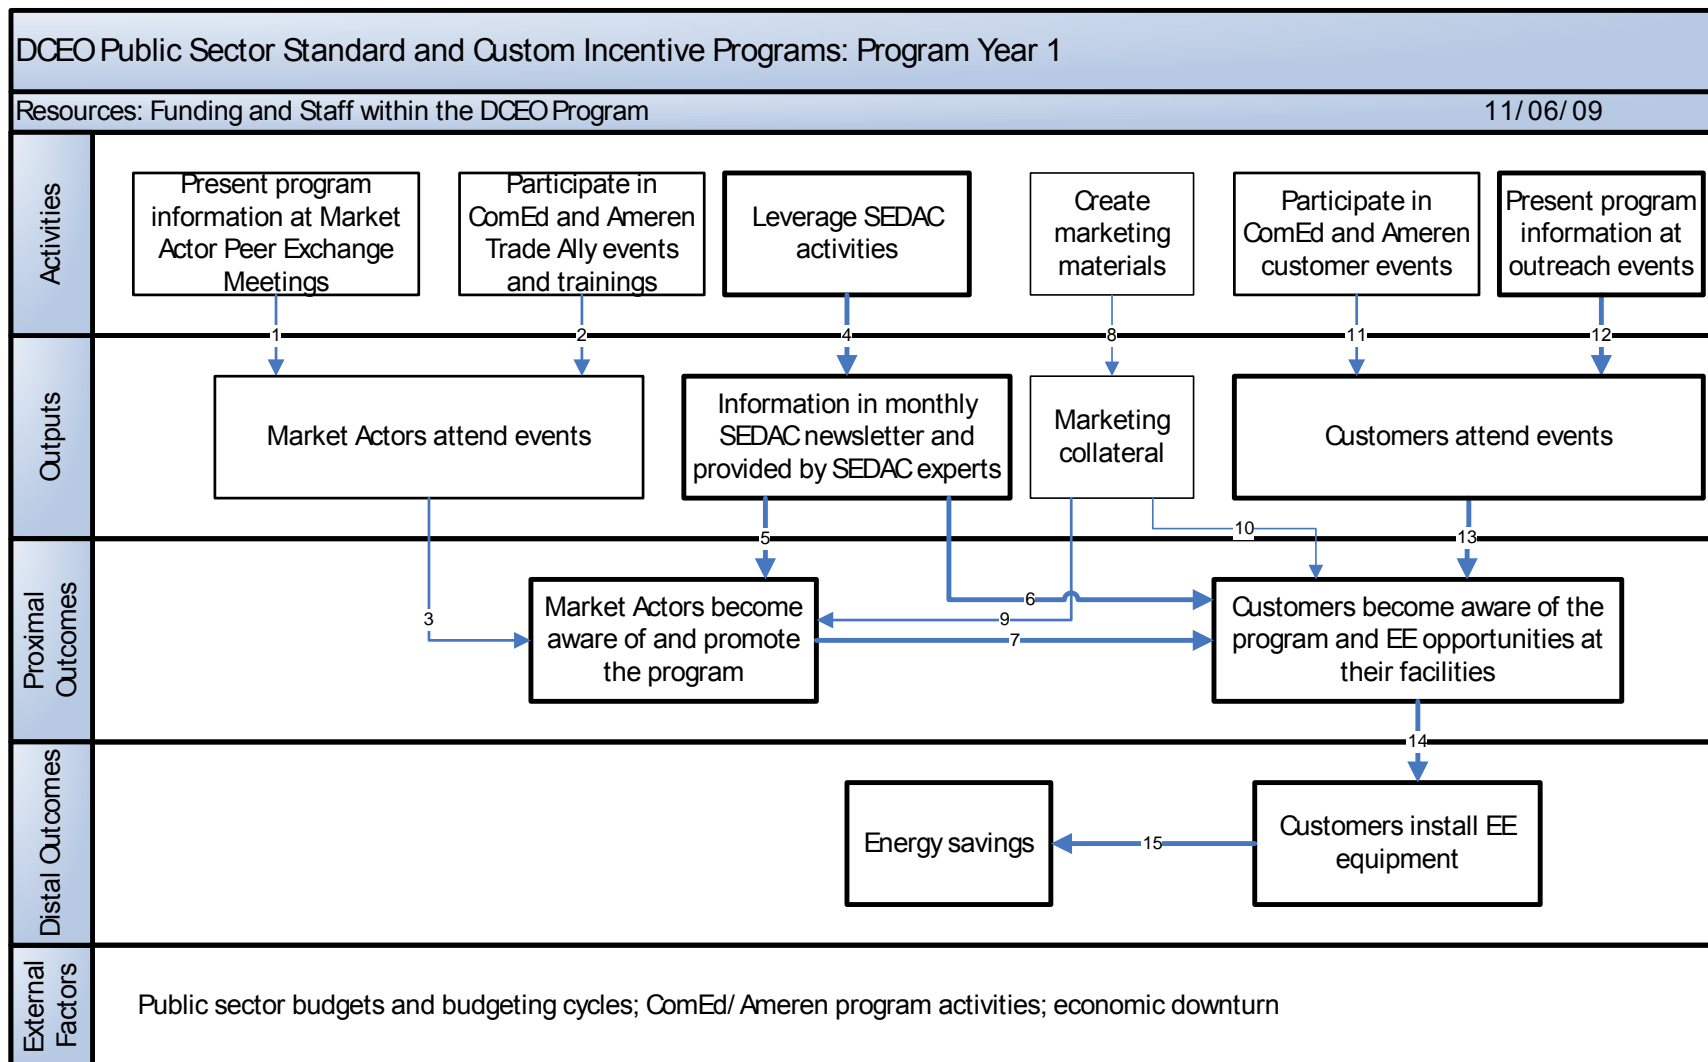 DCEO Public Sector Standard and Custom Incentive Programs: Program Year 1
Resources: Funding and Staff within the DCEO Program
11/06/09
Activities
Present program
information at Market
Actor Peer Exchange
Meetings
Participate in
ComEd and Ameren
Trade Ally events
and trainings
Leverage SEDAC
activities
Create
marketing
materials
Participate in
ComEd and Ameren
customer events
Present program
information at
outreach events
1
2
4
8
11
12
Outputs
Market Actors attend events
Information in monthly
SEDAC newsletter and
provided by SEDAC experts
Marketing
collateral
Customers attend events
5
10
13
Proximal
Outcomes
3
Market Actors become
aware of and promote
the program
6
9
7
Customers become aware of the
program and EE opportunities at
their facilities
14
Distal Outcomes
Energy savings
15
Customers install EE
equipment
External
Factors
Public sector budgets and budgeting cycles; ComEd/Ameren program activities; economic downturn